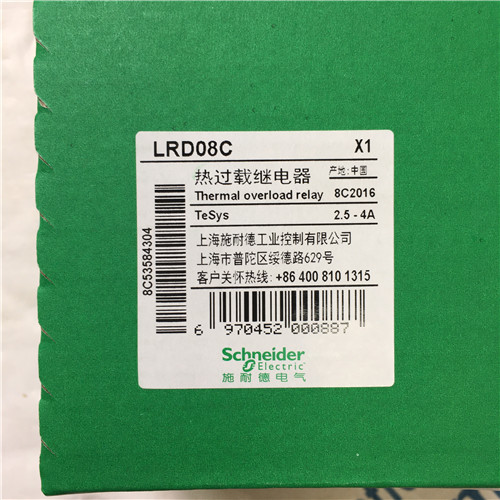 LRD08C X1
热过载继电器 产地: 中国
Thermal overload relay 8C2016
TeSys 2.5 - 4A
上海施耐德工业控制有限公司
上海市普陀区绥德路629号
客户关怀热线: +86 400 810 1315
6 970452 000887
Schneider
Electric
施耐德电气
8C53584304